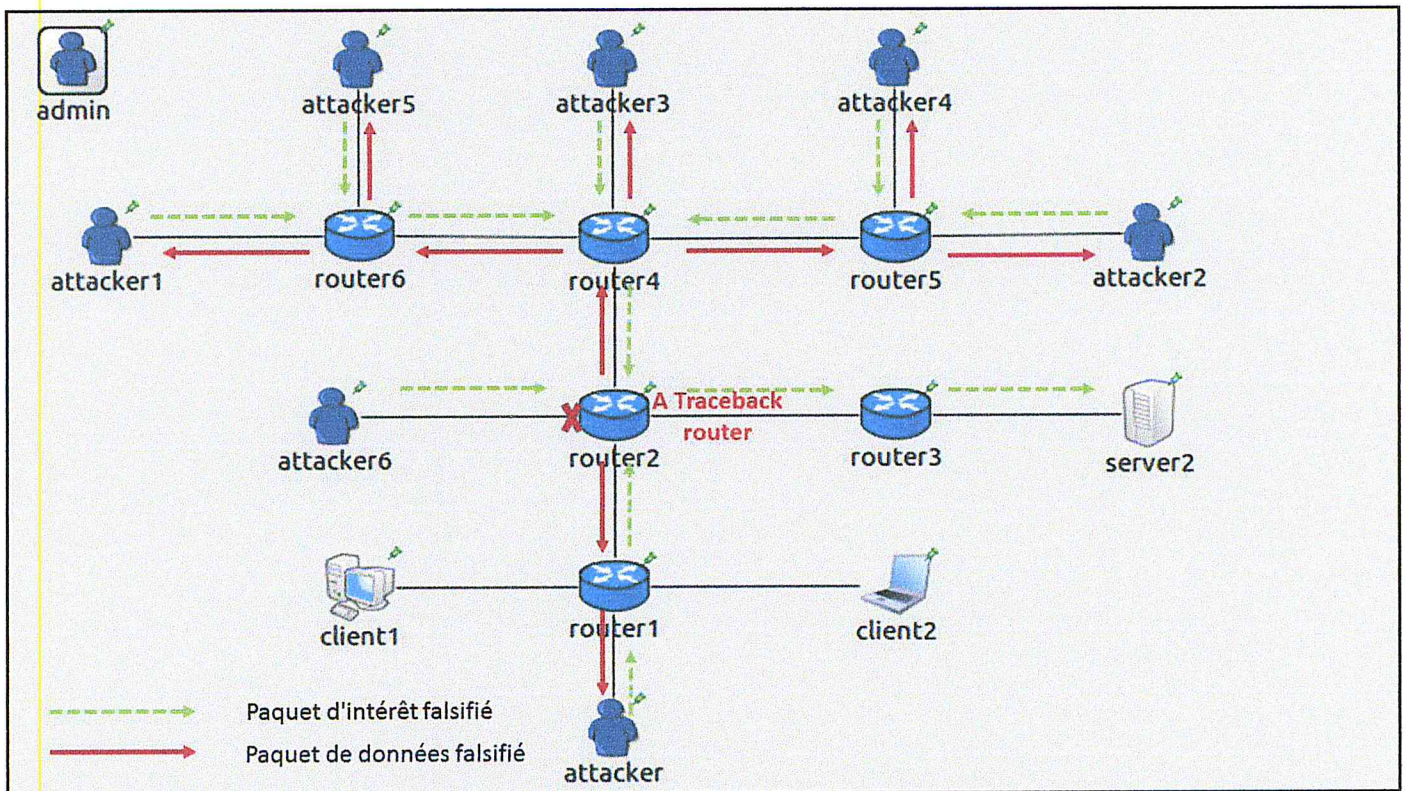 admin
attacker5
attacker3
attacker4
attacker1
router6
router4
router5
attacker2
A Traceback
router
attacker6
router2
router3
server2
client1
router1
client2
Paquet d'intérêt falsifié
Paquet de données falsifié
attacker